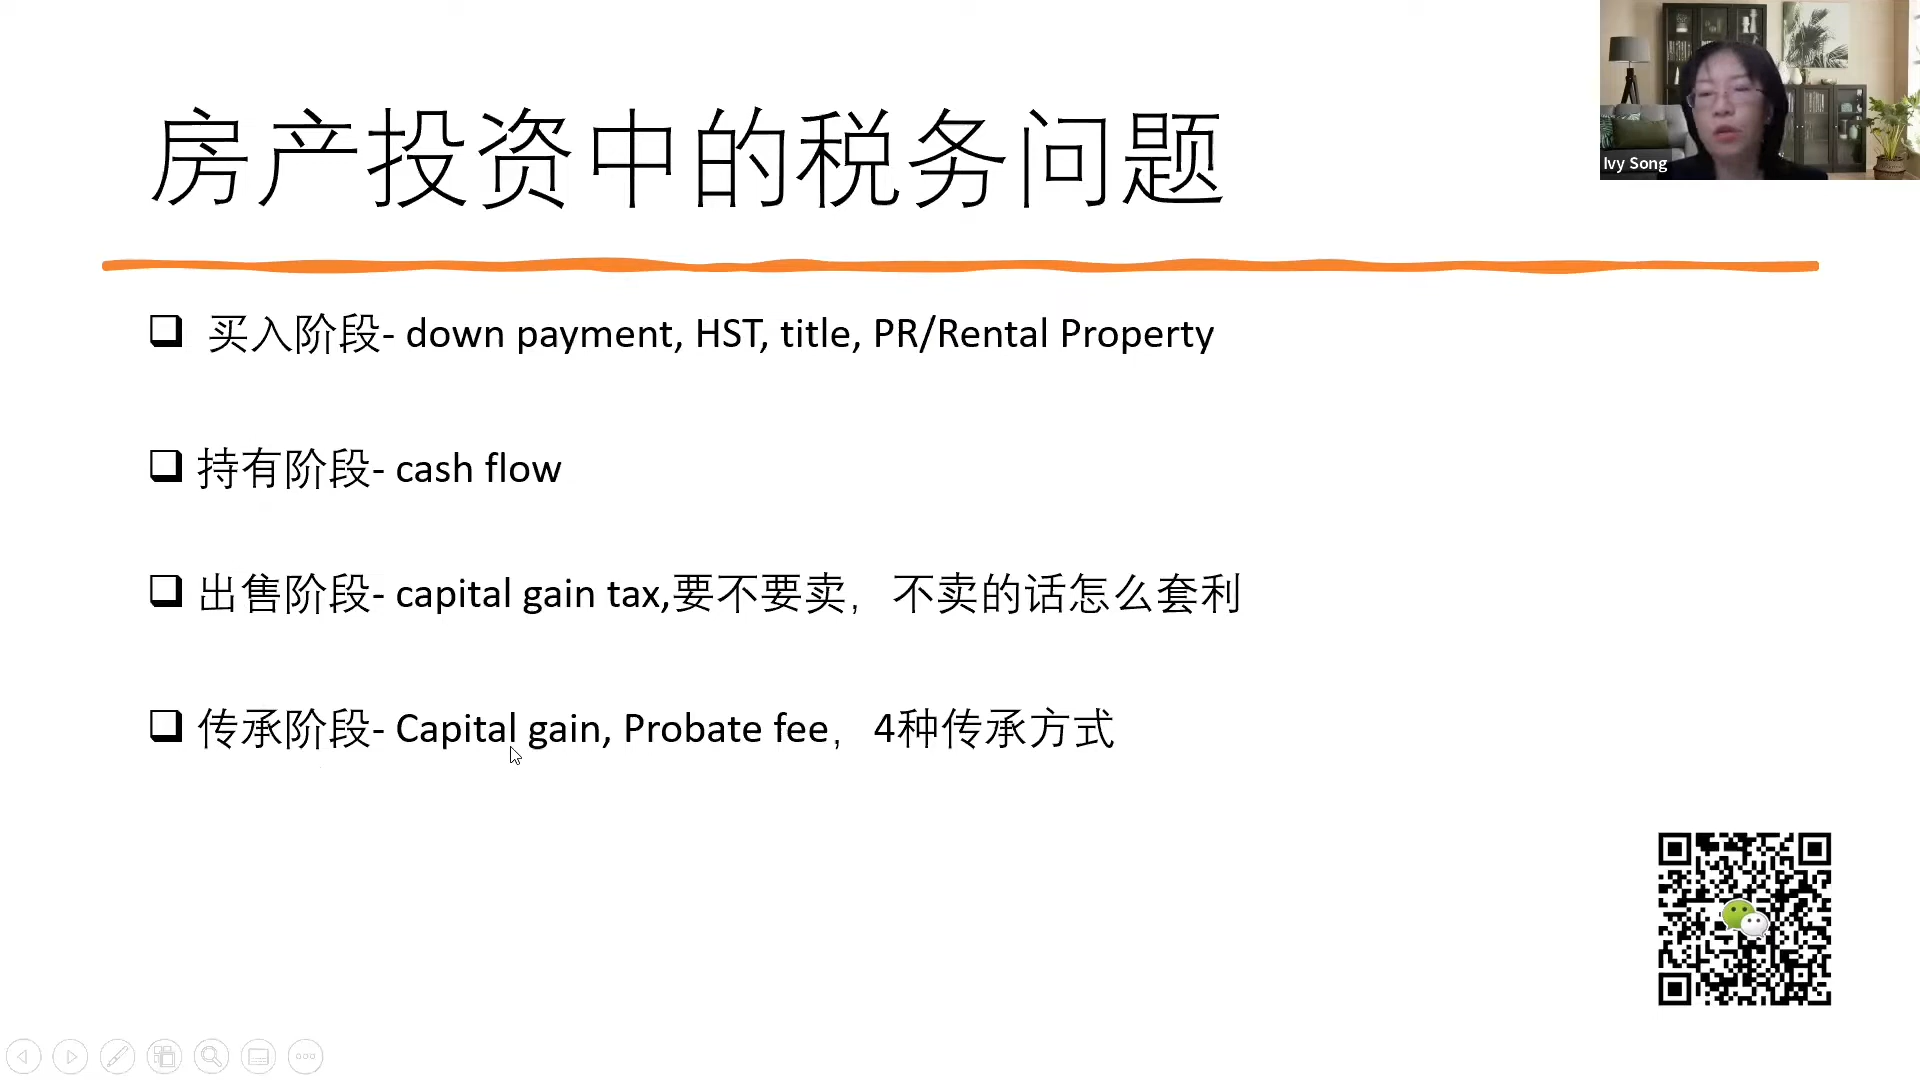 房产投资中的税务问题
Ivy Song
买入阶段- down payment, HST, title, PR/Rental Property
持有阶段- cash flow
出售阶段- capital gain tax,要不要卖，不卖的话怎么套利
传承阶段- Capital gain, Probate fee，4种传承方式